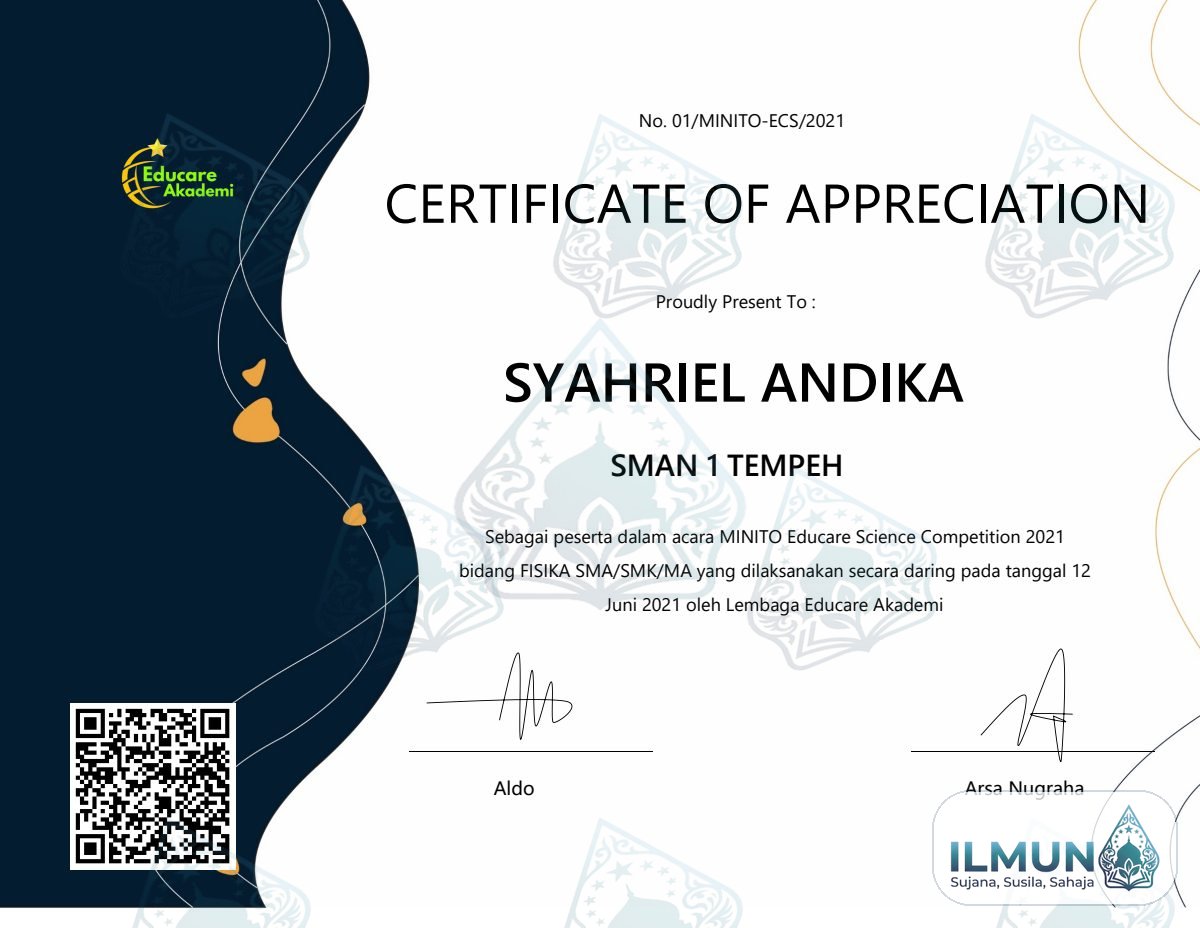 No. 01/MINITO-ECS/2021
Educare
Akademi
CERTIFICATE OF APPRECIATION
Proudly Present To :
SYAHRIEL ANDIKA
SMAN 1 TEMPEH
Sebagai peserta dalam acara MINITO Educare Science Competition 2021
bidang FISIKA SMA/SMK/MA yang dilaksanakan secara daring pada tanggal 12
Juni 2021 oleh Lembaga Educare Akademi
Aldo
Arsa Nugraha
ILMUN
Sujana, Susila, Sahaja